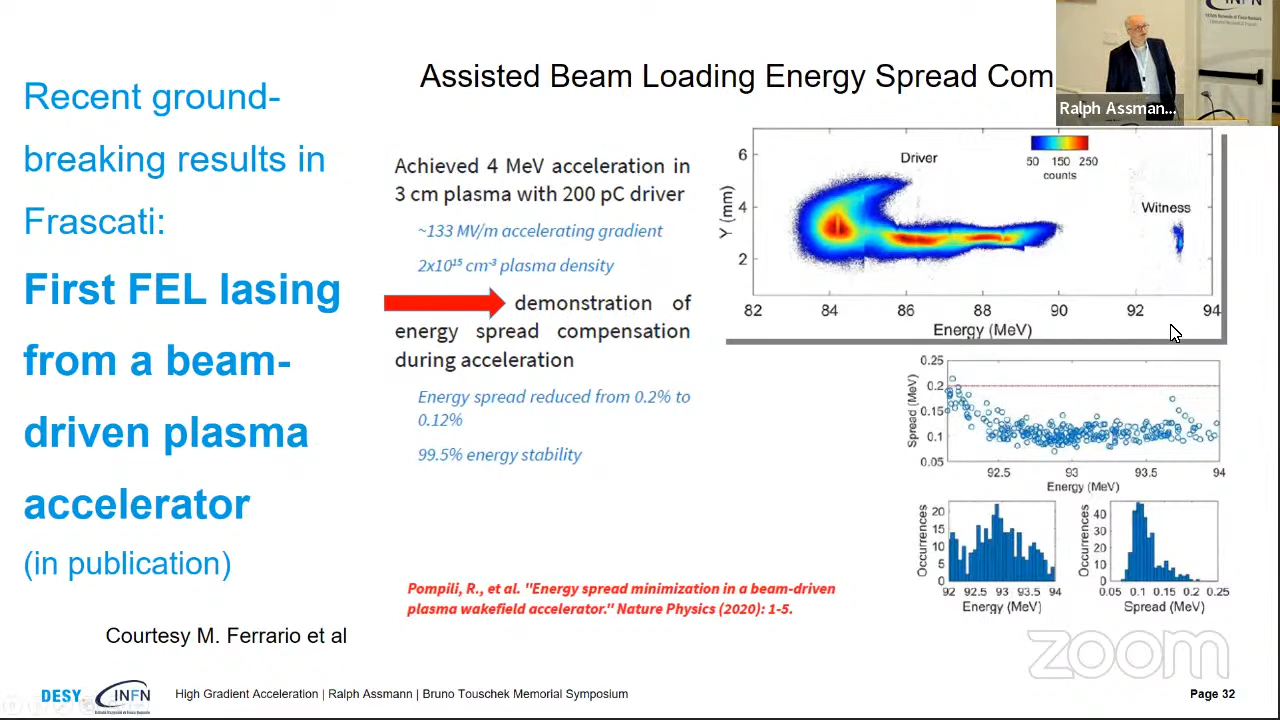 Recent ground-
breaking results in
Frascati:
First FEL lasing
from a beam-
driven plasma
accelerator
(in publication)
Courtesy M. Ferrario et al
Assisted Beam Loading Energy Spread Com
Achieved 4 MeV acceleration in
3 cm plasma with 200 pC driver
~133 MV/m accelerating gradient
2x10¹⁵ cm⁻³ plasma density
demonstration of
energy spread compensation
during acceleration
Energy spread reduced from 0.2% to
0.12%
99.5% energy stability
Pompili, R., et al. "Energy spread minimization in a beam-driven
plasma wakefield accelerator." Nature Physics (2020): 1-5.
INFN
Ralph Assman...
Driver
50 150 250
counts
Witness
Y (mm)
6
4
2
82 84 86 88 90 92 94
Energy (MeV)
Spread (MeV)
0.25
0.2
0.15
0.1
0.05
92.5 93 93.5 94
Energy (MeV)
Occurrences
20
15
10
5
0
92 92.5 93 93.5 94
Energy (MeV)
Occurrences
40
30
20
10
0
0.05 0.1 0.15 0.2 0.25
Spread (MeV)
zoom
DESY.
INFN
High Gradient Acceleration | Ralph Assmann | Bruno Touschek Memorial Symposium
Page 32